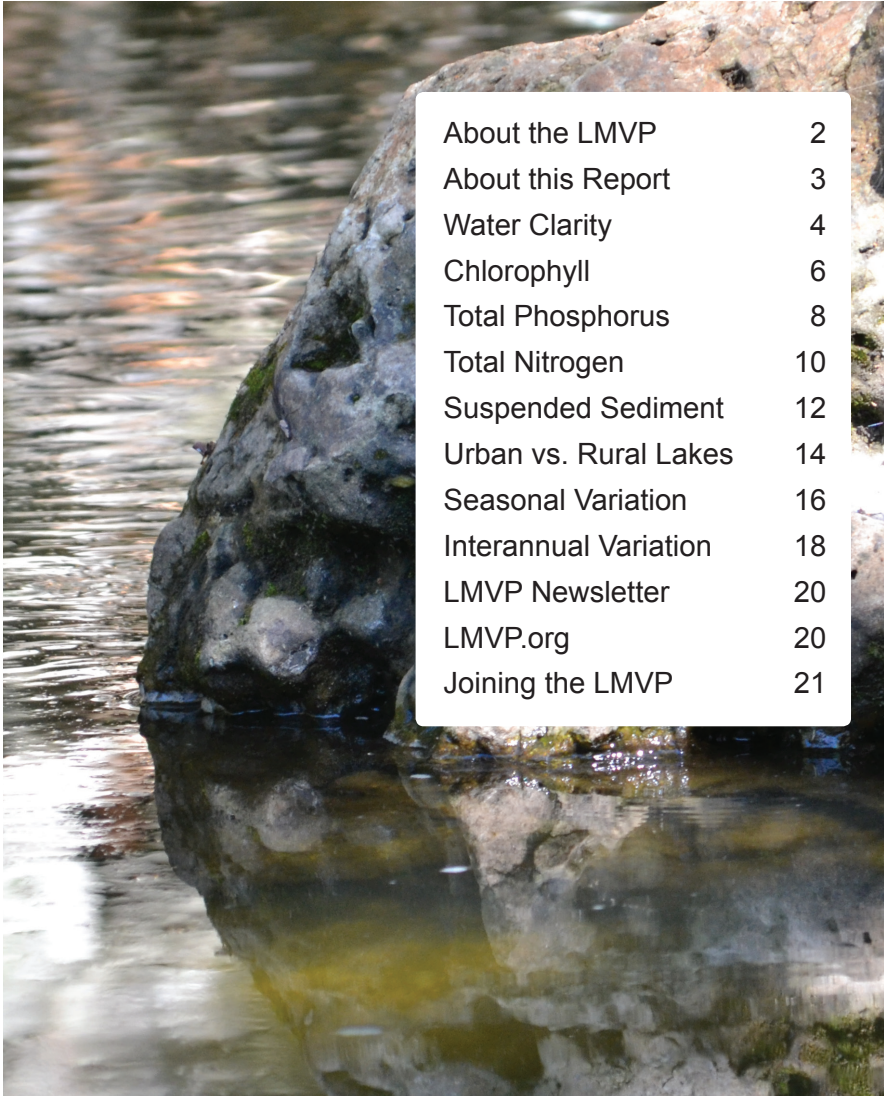 About the LMVP 2
About this Report 3
Water Clarity 4
Chlorophyll 6
Total Phosphorus 8
Total Nitrogen 10
Suspended Sediment 12
Urban vs. Rural Lakes 14
Seasonal Variation 16
Interannual Variation 18
LMVP Newsletter 20
LMVP.org 20
Joining the LMVP 21